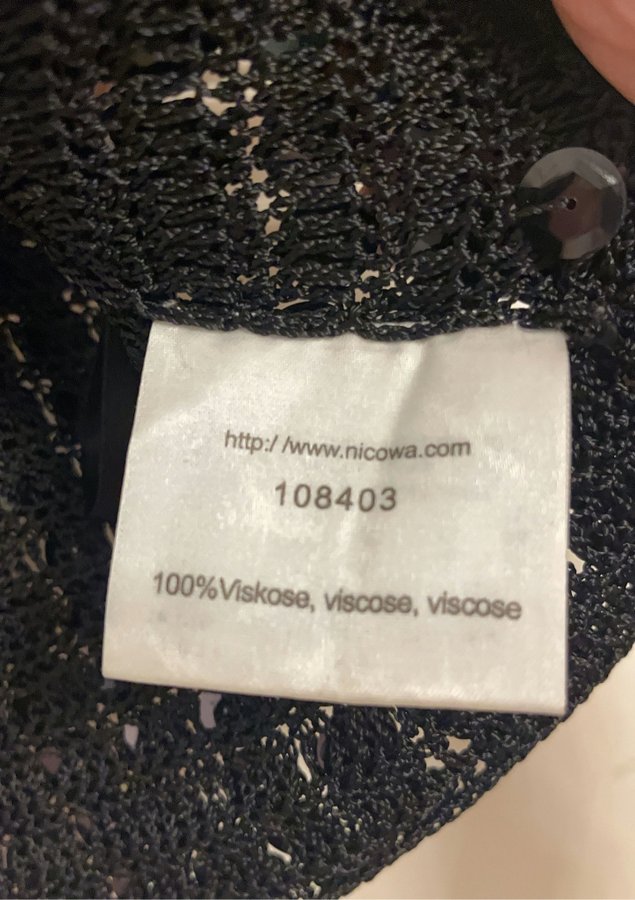 http://www.nicowa.com
108403
100%Viskose, viscose, viscose